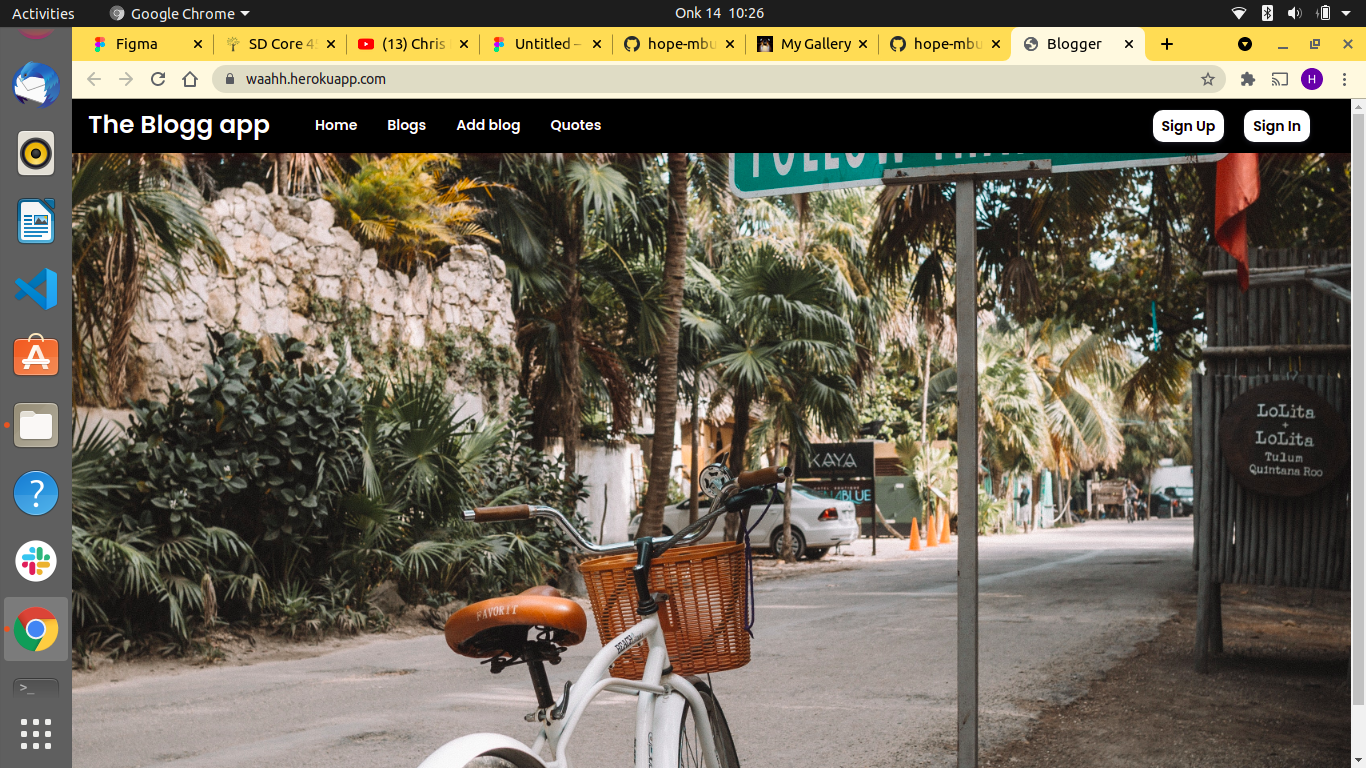 Activities
Google Chrome
Onk 14 10:26
Figma
SD Core 4
(13) Chris
Untitled –
hope-mbu
My Gallery
hope-mbu
Blogger
waahh.herokuapp.com
H
The Blogg app
Home
Blogs
Add blog
Quotes
Sign Up
Sign In
FOLLOW
LoLita
+
LoLita
Tulum
Quintana Roo
KAYA
BLUE
FAVORIT
BEACH